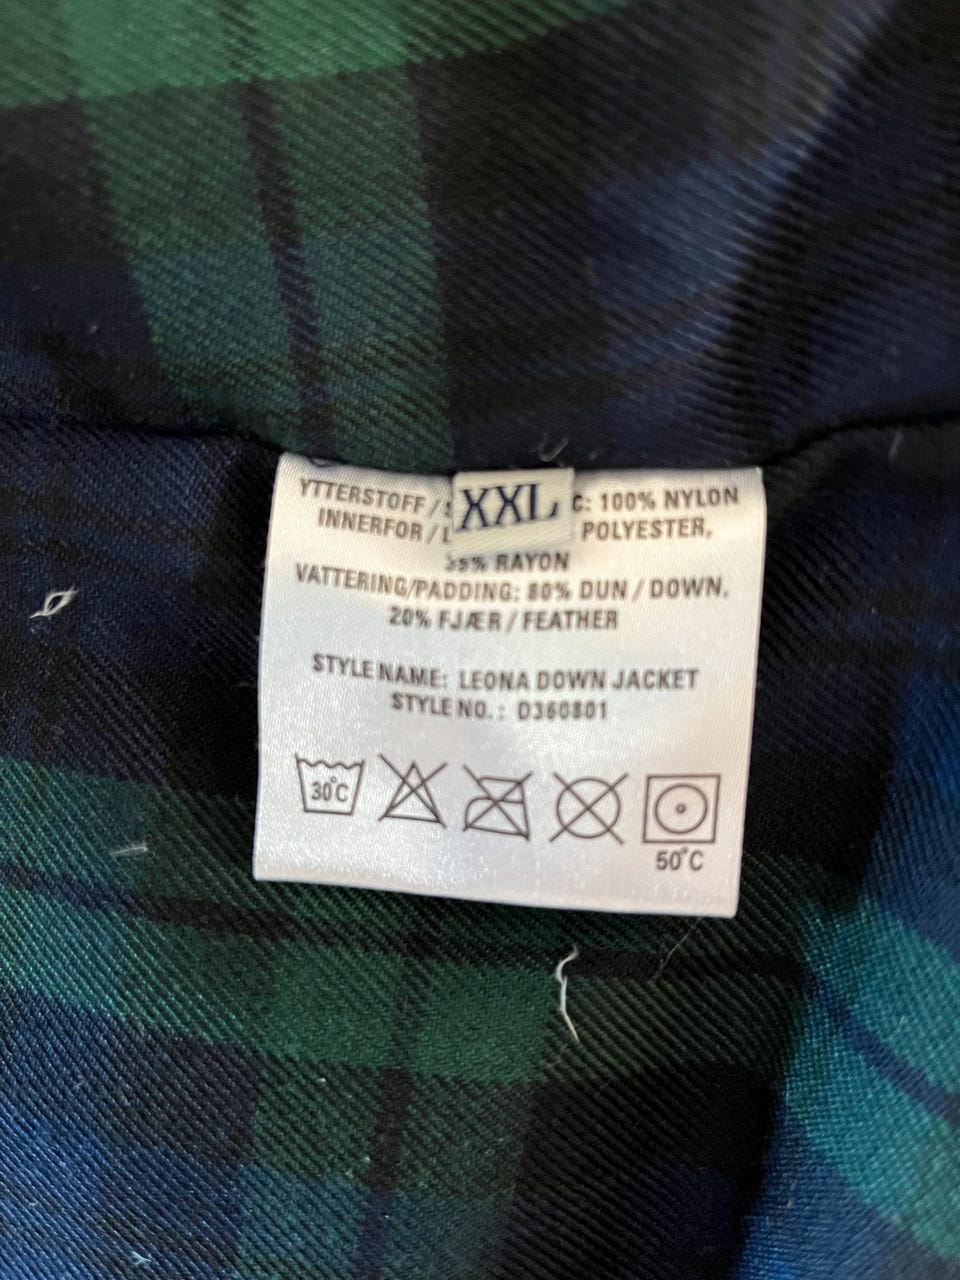 XXL
YTTERSTOFF / C: 100% NYLON
INNERFOR / POLYESTER,
35% RAYON
VATTERING/PADDING: 80% DUN / DOWN.
20% FJÆR / FEATHER
STYLE NAME: LEONA DOWN JACKET
STYLE NO.: D360801
30°C
50°C